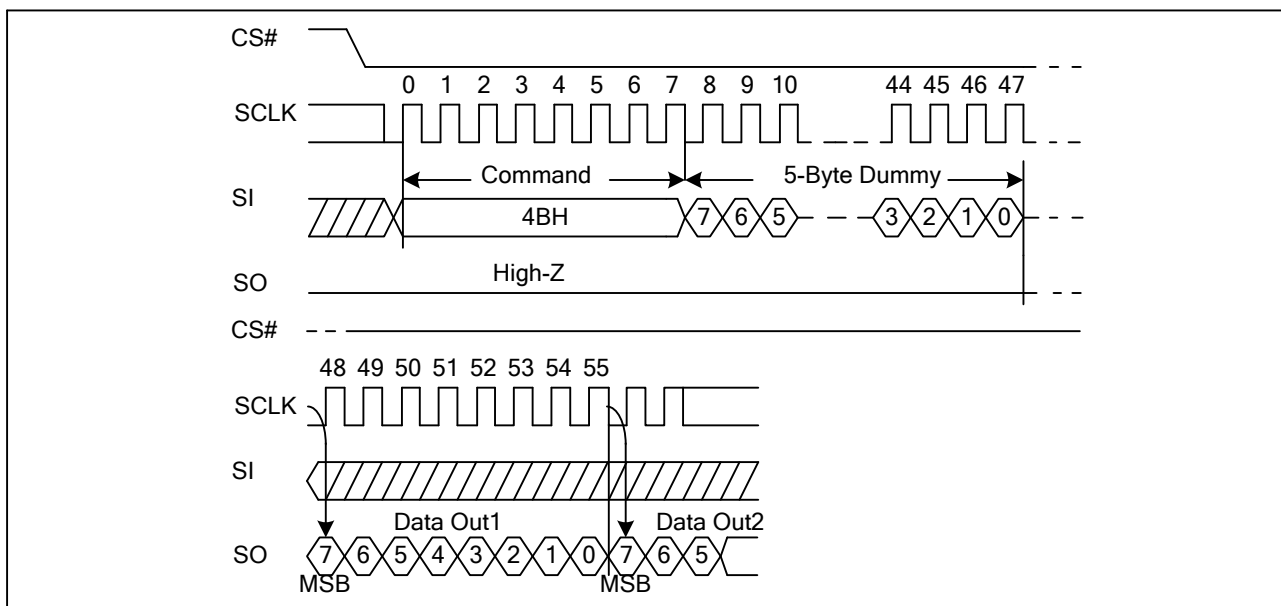 CS#
0 1 2 3 4 5 6 7 8 9 10 44 45 46 47
SCLK
Command 5-Byte Dummy
SI
4BH 7 6 5 3 2 1 0
High-Z
SO
CS#
48 49 50 51 52 53 54 55
SCLK
SI
Data Out1 Data Out2
SO 7 6 5 4 3 2 1 0 7 6 5
MSB MSB